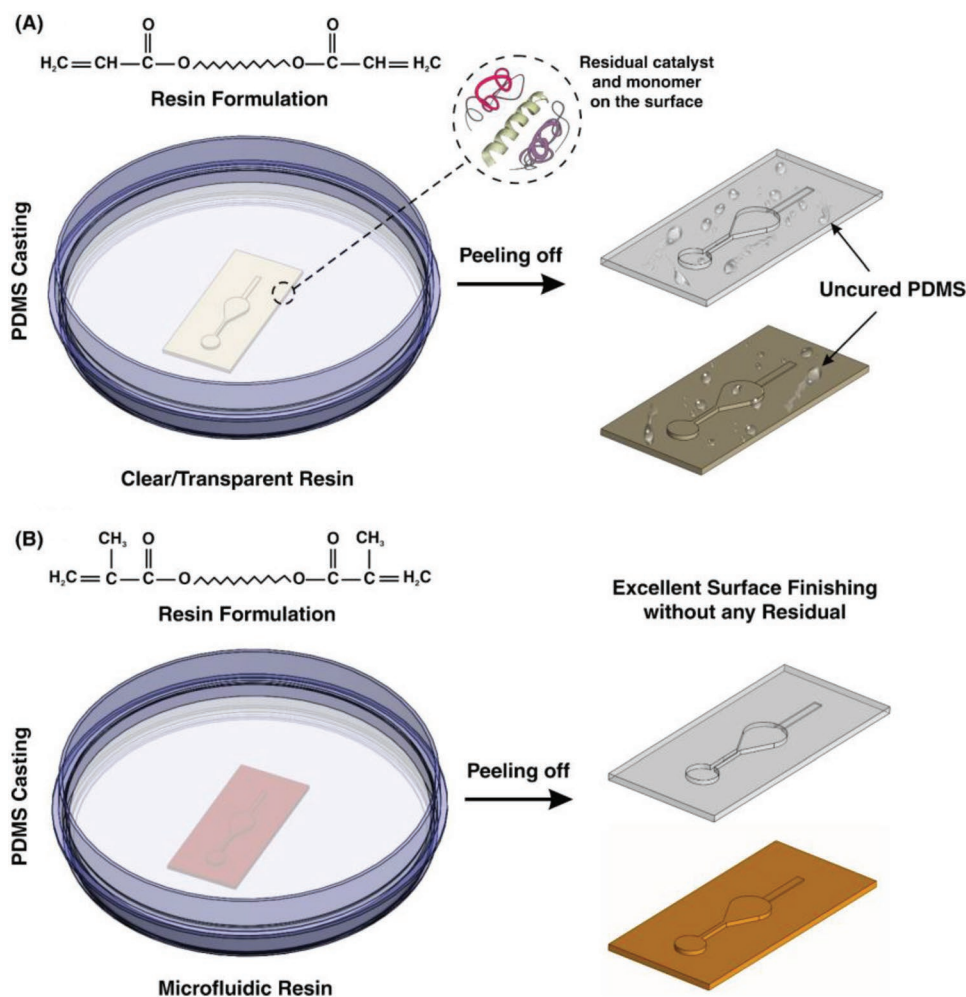 (A)
O O
H₂C=CH—C—O O—C—CH=H₂C
Resin Formulation
Residual catalyst
and monomer
on the surface
PDMS Casting
Peeling off
Uncured PDMS
Clear/Transparent Resin
(B)
CH₃ O O CH₃
H₂C=C—C—O O—C—C=H₂C
Resin Formulation
Excellent Surface Finishing
without any Residual
PDMS Casting
Peeling off
Microfluidic Resin